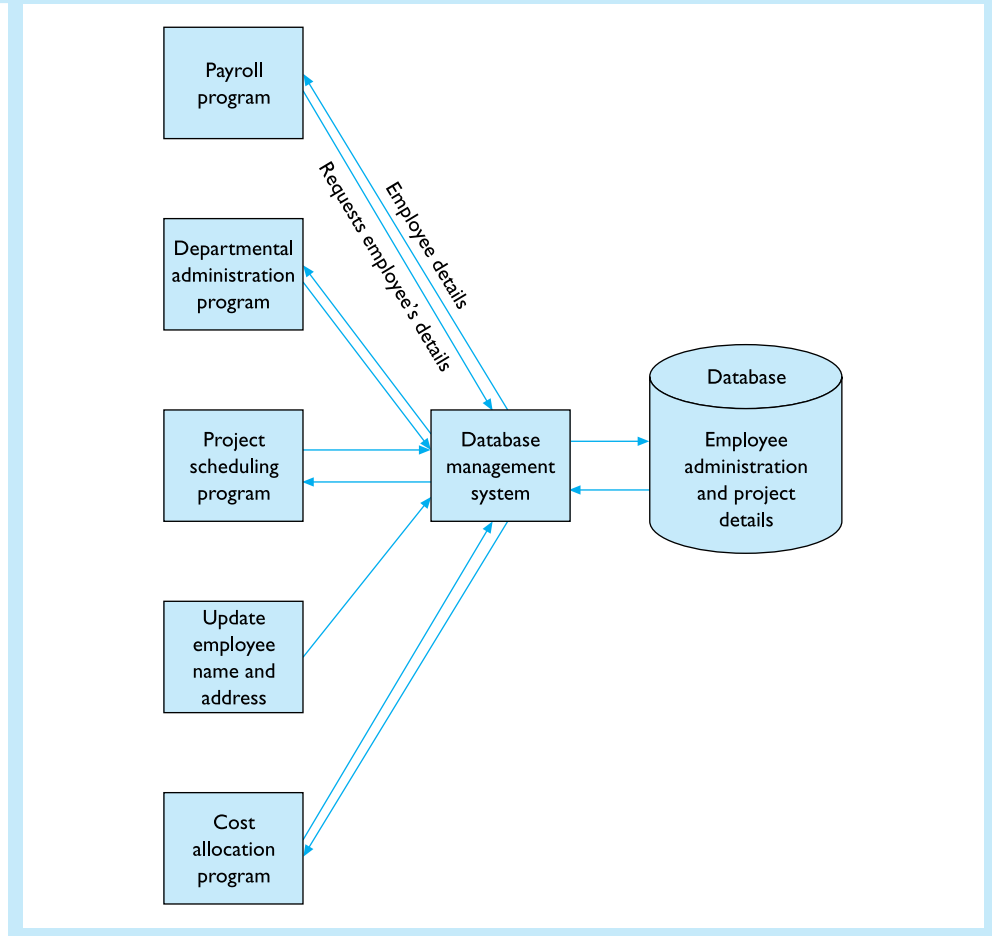 Payroll
program
Requests employee's details
Employee details
Departmental
administration
program
Project
scheduling
program
Database
management
system
Database
Employee
administration
and project
details
Update
employee
name and
address
Cost
allocation
program